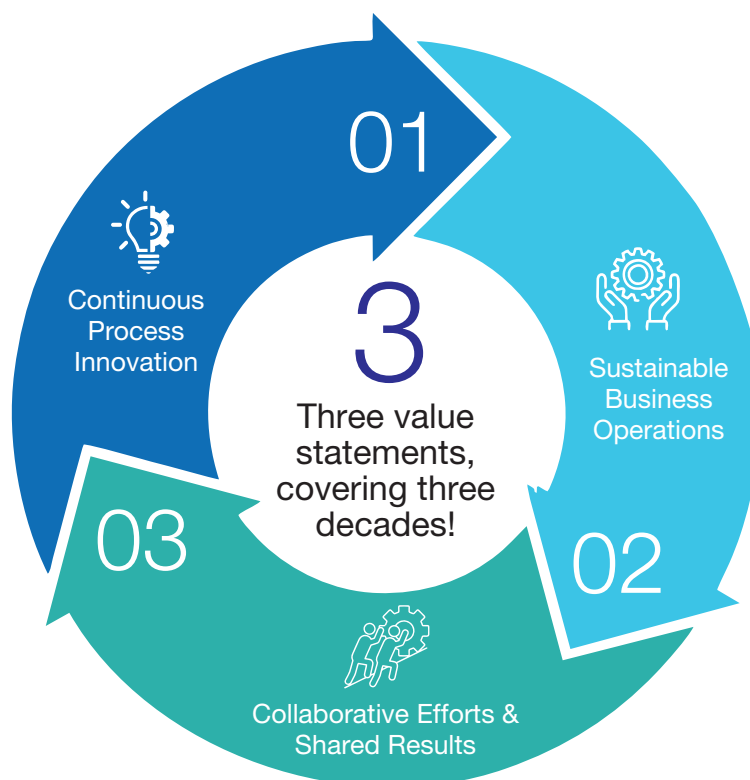 01
Continuous
Process
Innovation
3
Three value
statements,
covering three
decades!
Sustainable
Business
Operations
02
03
Collaborative Efforts &
Shared Results